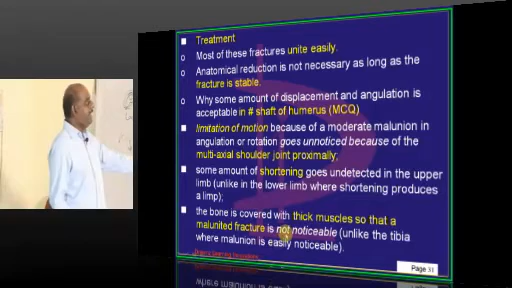 Treatment
Most of these fractures unite easily.
Anatomical reduction is not necessary as long as the
fracture is stable.
Why some amount of displacement and angulation is
acceptable in # shaft of humerus (MCQ)
limitation of motion because of a moderate malunion in
angulation or rotation goes unnoticed because of the
multi-axial shoulder joint proximally;
some amount of shortening goes undetected in the upper
limb (unlike in the lower limb where shortening produces
a limp);
the bone is covered with thick muscles so that a
malunited fracture is not noticeable (unlike the tibia
where malunion is easily noticeable).
Page 31